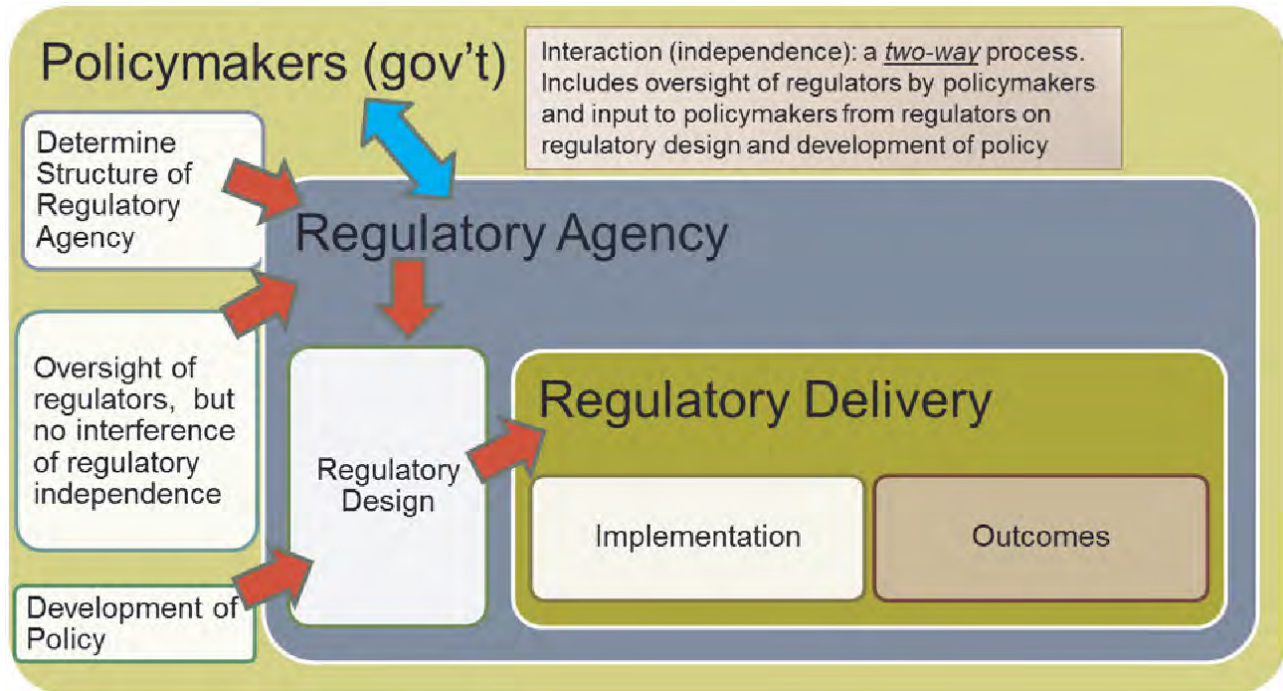 Policymakers (gov't)
Interaction (independence): a two-way process.
Includes oversight of regulators by policymakers
and input to policymakers from regulators on
regulatory design and development of policy
Determine
Structure of
Regulatory
Agency
Regulatory Agency
Oversight of
regulators, but
no interference
of regulatory
independence
Regulatory
Design
Regulatory Delivery
Implementation
Outcomes
Development of
Policy